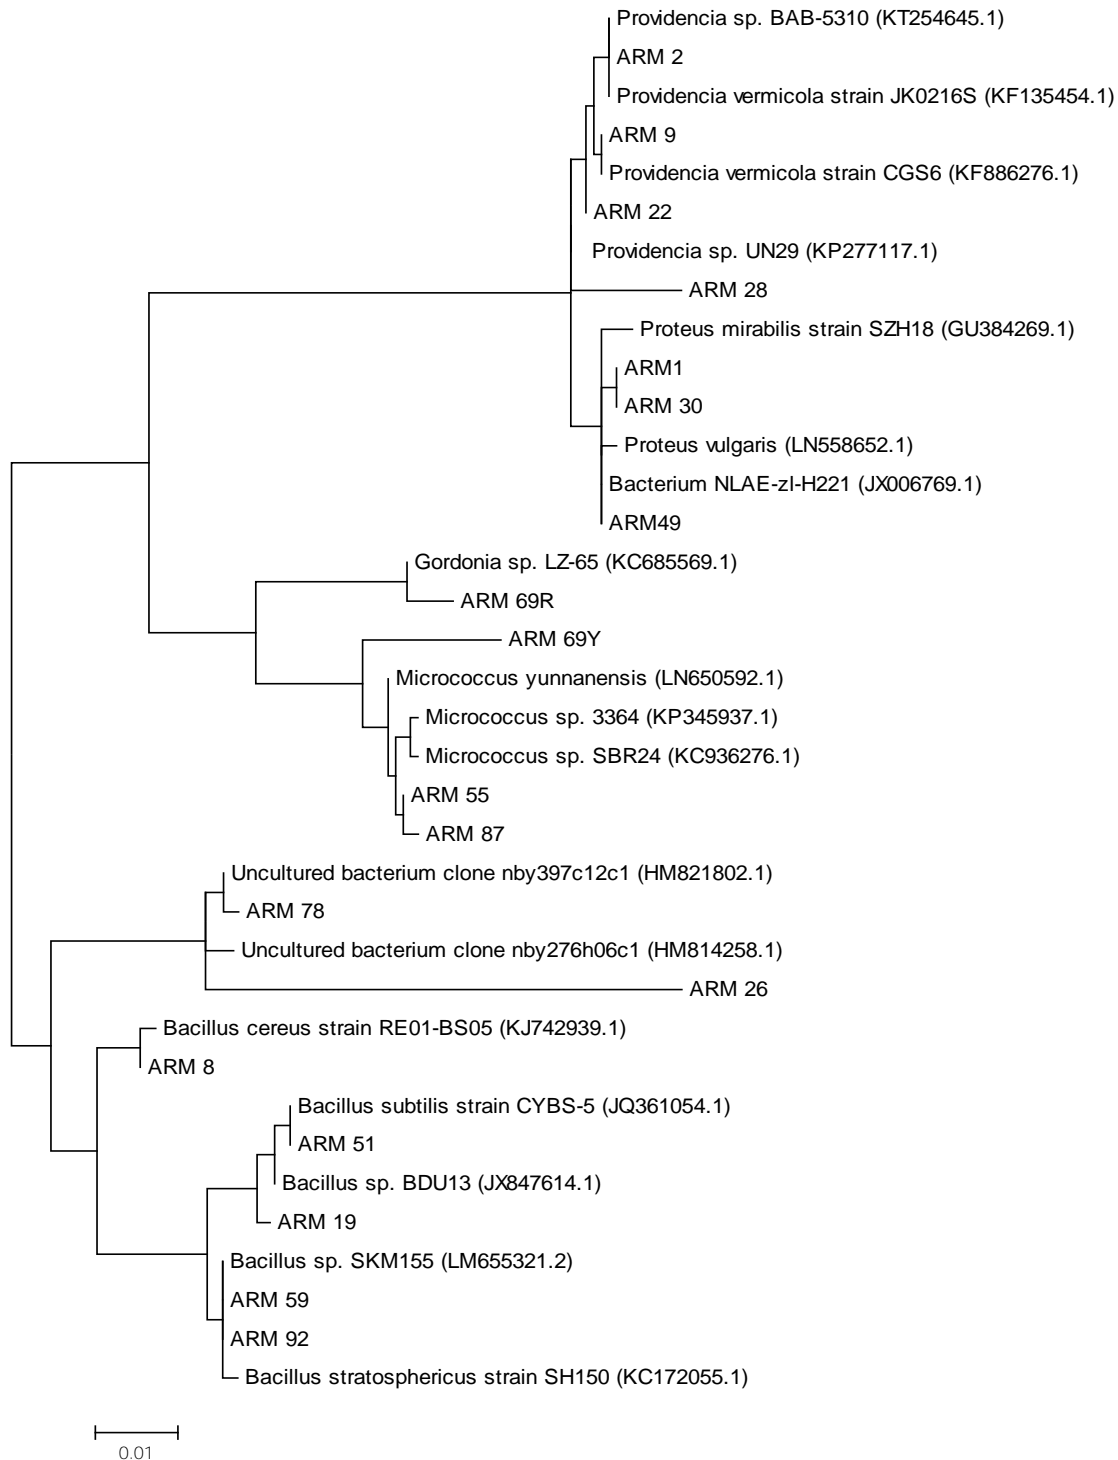 Providencia sp. BAB-5310 (KT254645.1)
ARM 2
Providencia vermicola strain JK0216S (KF135454.1)
ARM 9
Providencia vermicola strain CGS6 (KF886276.1)
ARM 22
Providencia sp. UN29 (KP277117.1)
ARM 28
Proteus mirabilis strain SZH18 (GU384269.1)
ARM1
ARM 30
Proteus vulgaris (LN558652.1)
Bacterium NLAE-zl-H221 (JX006769.1)
ARM49
Gordonia sp. LZ-65 (KC685569.1)
ARM 69R
ARM 69Y
Micrococcus yunnanensis (LN650592.1)
Micrococcus sp. 3364 (KP345937.1)
Micrococcus sp. SBR24 (KC936276.1)
ARM 55
ARM 87
Uncultured bacterium clone nby397c12c1 (HM821802.1)
ARM 78
Uncultured bacterium clone nby276h06c1 (HM814258.1)
ARM 26
Bacillus cereus strain RE01-BS05 (KJ742939.1)
ARM 8
Bacillus subtilis strain CYBS-5 (JQ361054.1)
ARM 51
Bacillus sp. BDU13 (JX847614.1)
ARM 19
Bacillus sp. SKM155 (LM655321.2)
ARM 59
ARM 92
Bacillus stratosphericus strain SH150 (KC172055.1)
0.01